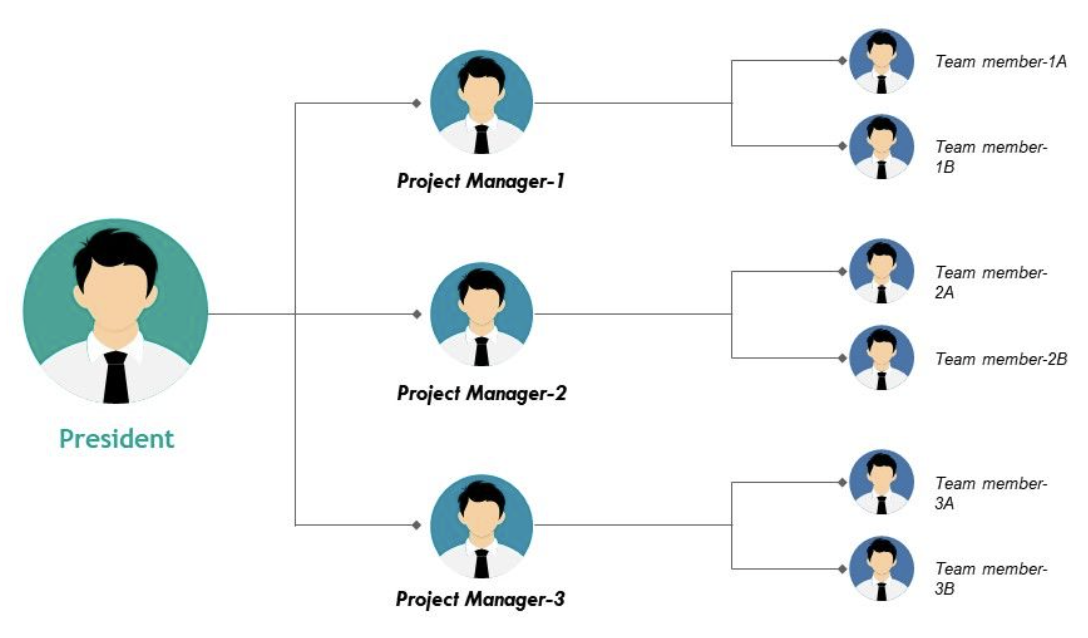 Team member-1A
Team member-
1B
Project Manager-1
Team member-
2A
Team member-2B
Project Manager-2
President
Team member-
3A
Team member-
3B
Project Manager-3